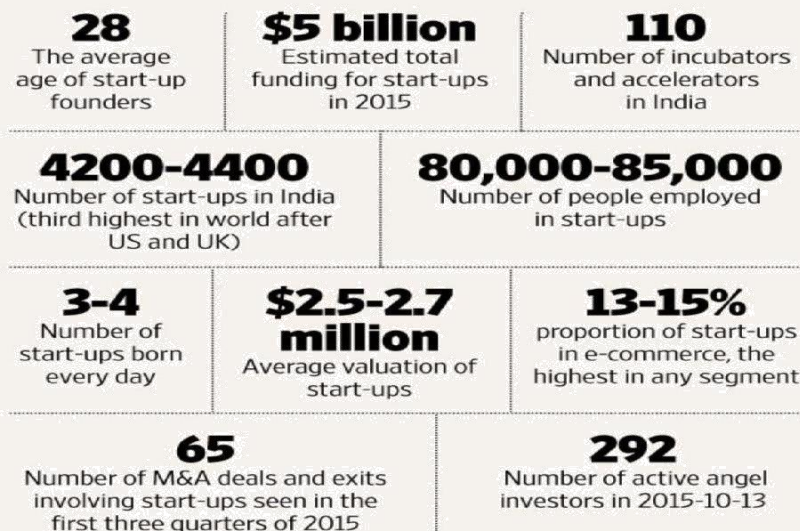 28
The average
age of start-up
founders
$5 billion
Estimated total
funding for start-ups
in 2015
110
Number of incubators
and accelerators
in India
4200-4400
Number of start-ups in India
(third highest in world after
US and UK)
80,000-85,000
Number of people employed
in start-ups
3-4
Number of
start-ups born
every day
$2.5-2.7
million
Average valuation of
start-ups
13-15%
proportion of start-ups
in e-commerce, the
highest in any segment
65
Number of M&A deals and exits
involving start-ups seen in the
first three quarters of 2015
292
Number of active angel
investors in 2015-10-13